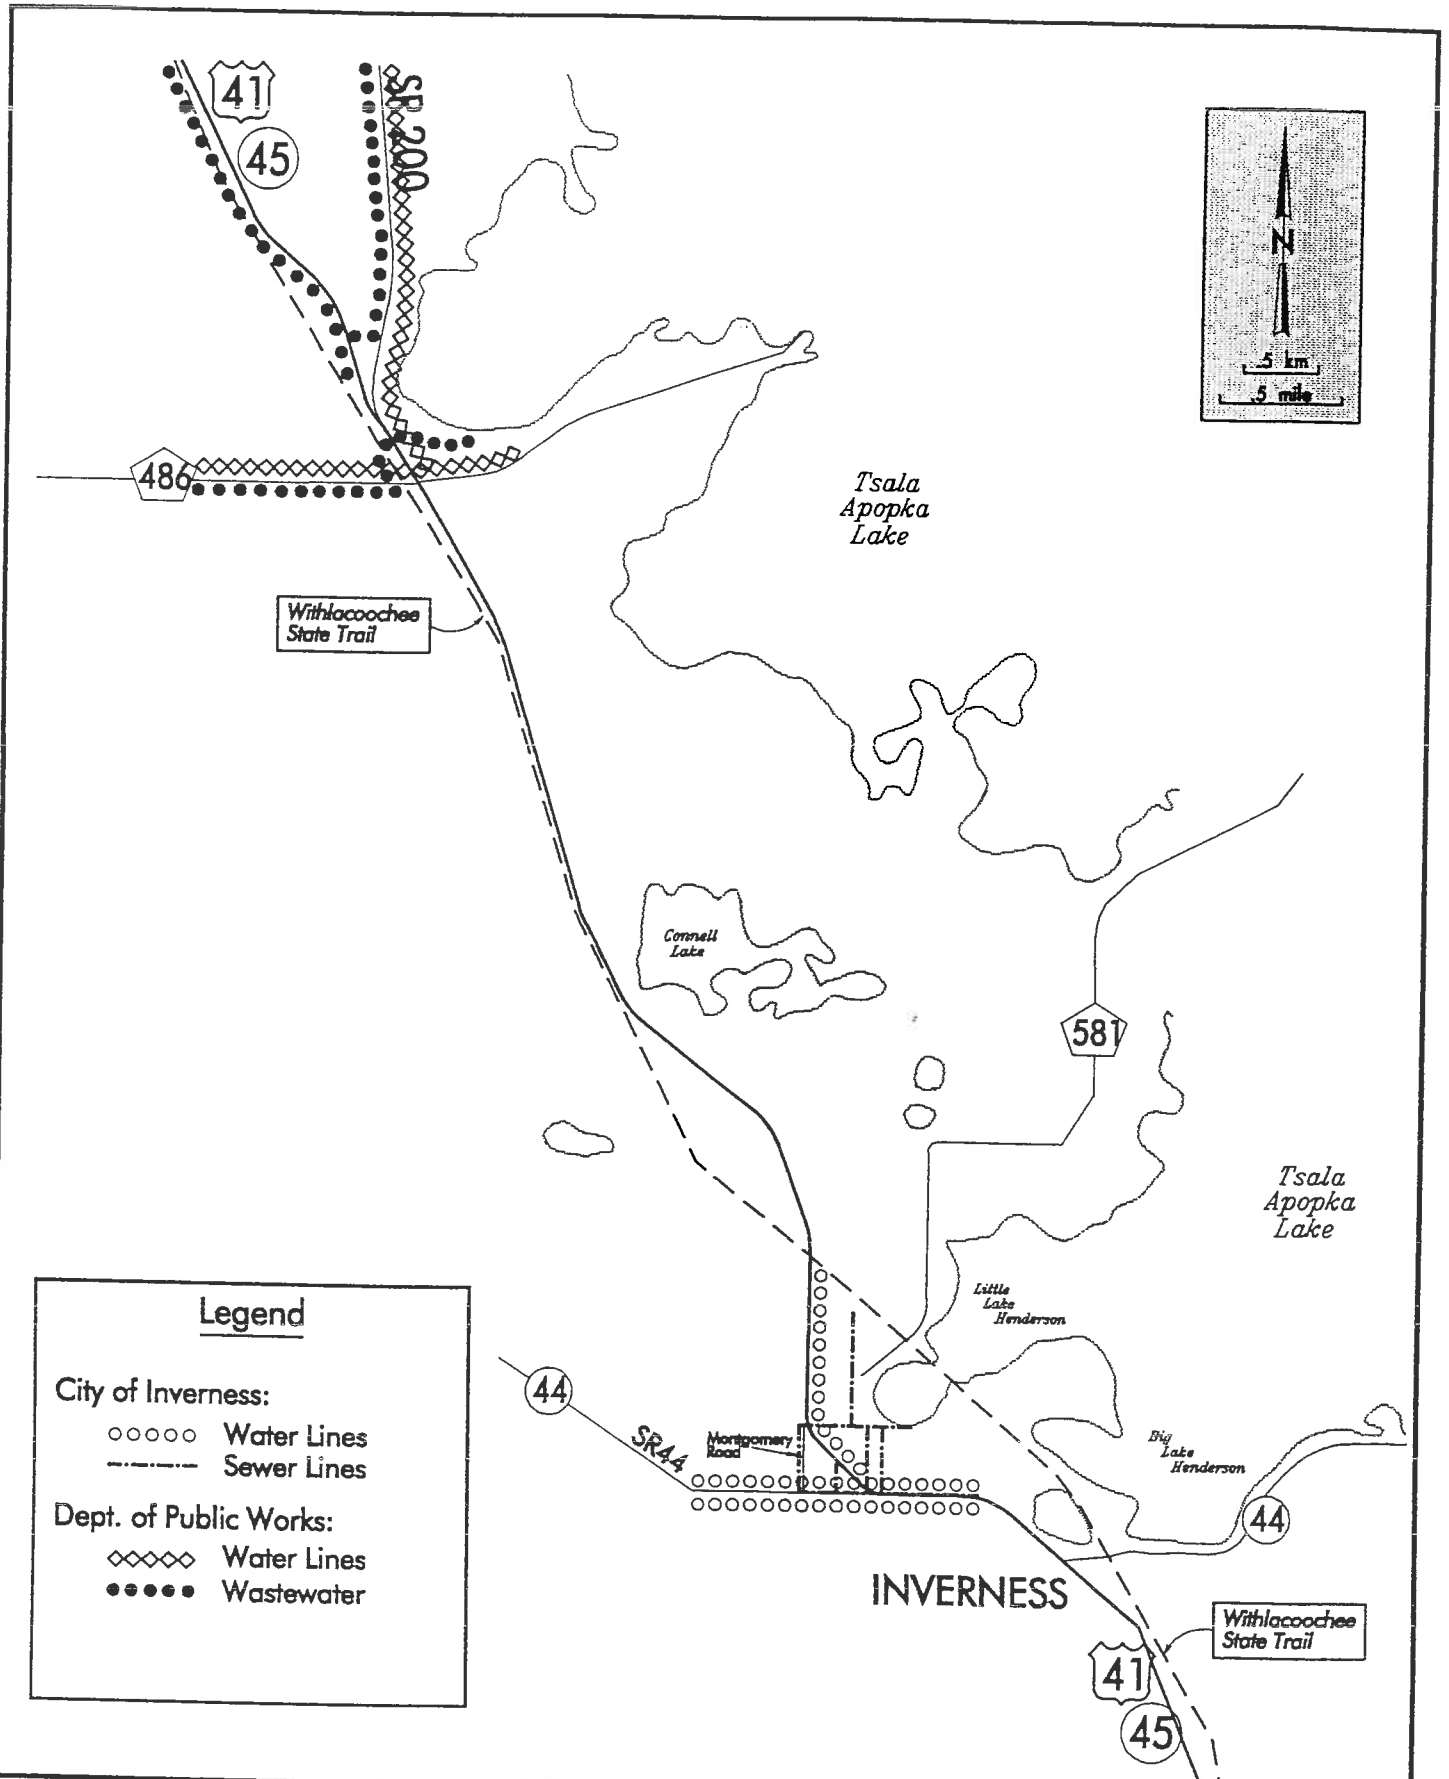 41
45
SR 200
N
.5 km
.5 mile
486
Tsala
Apopka
Lake
Withlacoochee
State Trail
Connell
Lake
581
Tsala
Apopka
Lake
Little
Lake
Henderson
Legend
City of Inverness:
Water Lines
Sewer Lines
Dept. of Public Works:
Water Lines
Wastewater
44
SR44
Montgomery
Road
Big
Lake
Henderson
44
INVERNESS
Withlacoochee
State Trail
41
45